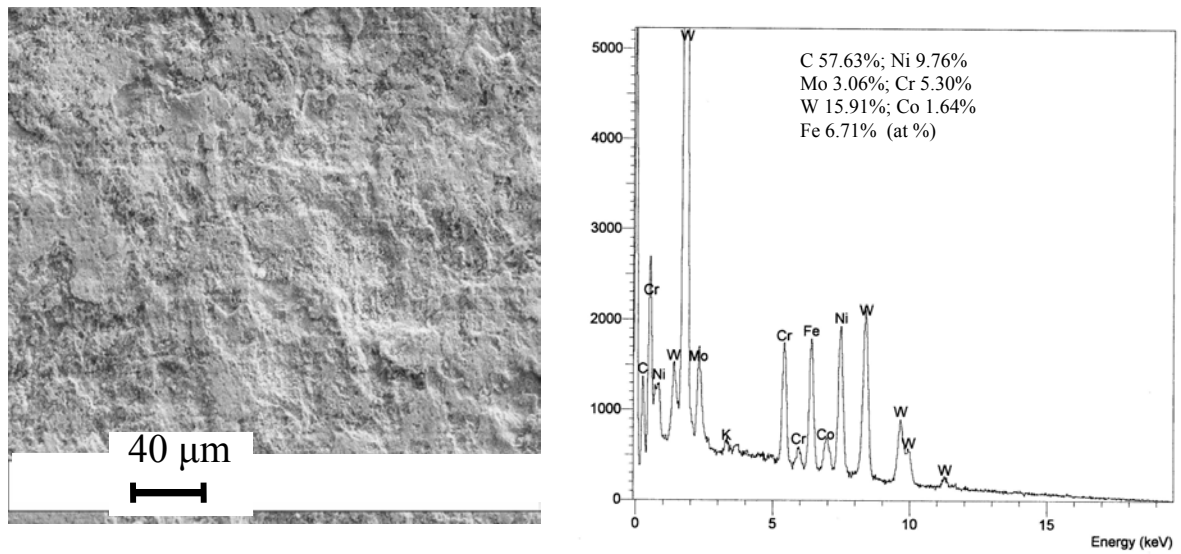 40 μm
5000
4000
3000
2000
1000
0
C 57.63%; Ni 9.76%
Mo 3.06%; Cr 5.30%
W 15.91%; Co 1.64%
Fe 6.71% (at %)
W
Cr
C
Ni
W
Mo
K
Cr
Cr
Fe
Co
Ni
W
W
W
W
0 5 10 15
Energy (keV)